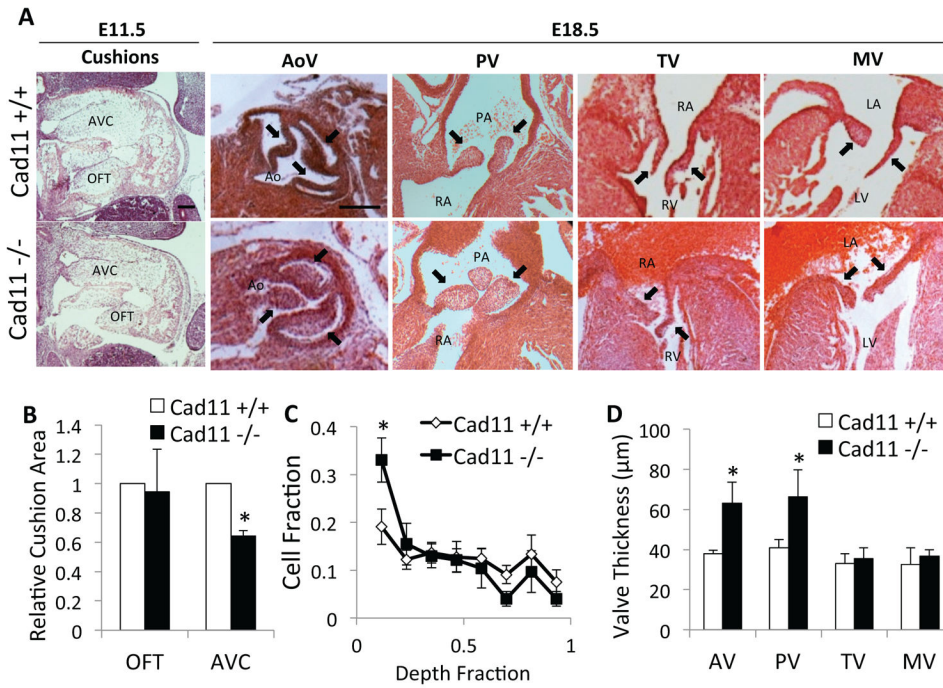 A
E11.5
E18.5
Cushions
AoV
PV
TV
MV
Cad11 +/+
AVC
OFT
Ao
PA
RA
RA
RV
LA
LV
Cad11 -/-
AVC
OFT
Ao
PA
RA
RA
RV
LA
LV
B
Cad11 +/+
Cad11 -/-
Relative Cushion Area
1.4
1.2
1
0.8
0.6
0.4
0.2
0
*
OFT
AVC
C
Cad11 +/+
Cad11 -/-
Cell Fraction
0.4
0.3
0.2
0.1
0
*
0
0.5
1
Depth Fraction
D
Cad11 +/+
Cad11 -/-
Valve Thickness (μm)
100
80
60
40
20
0
*
*
AV
PV
TV
MV